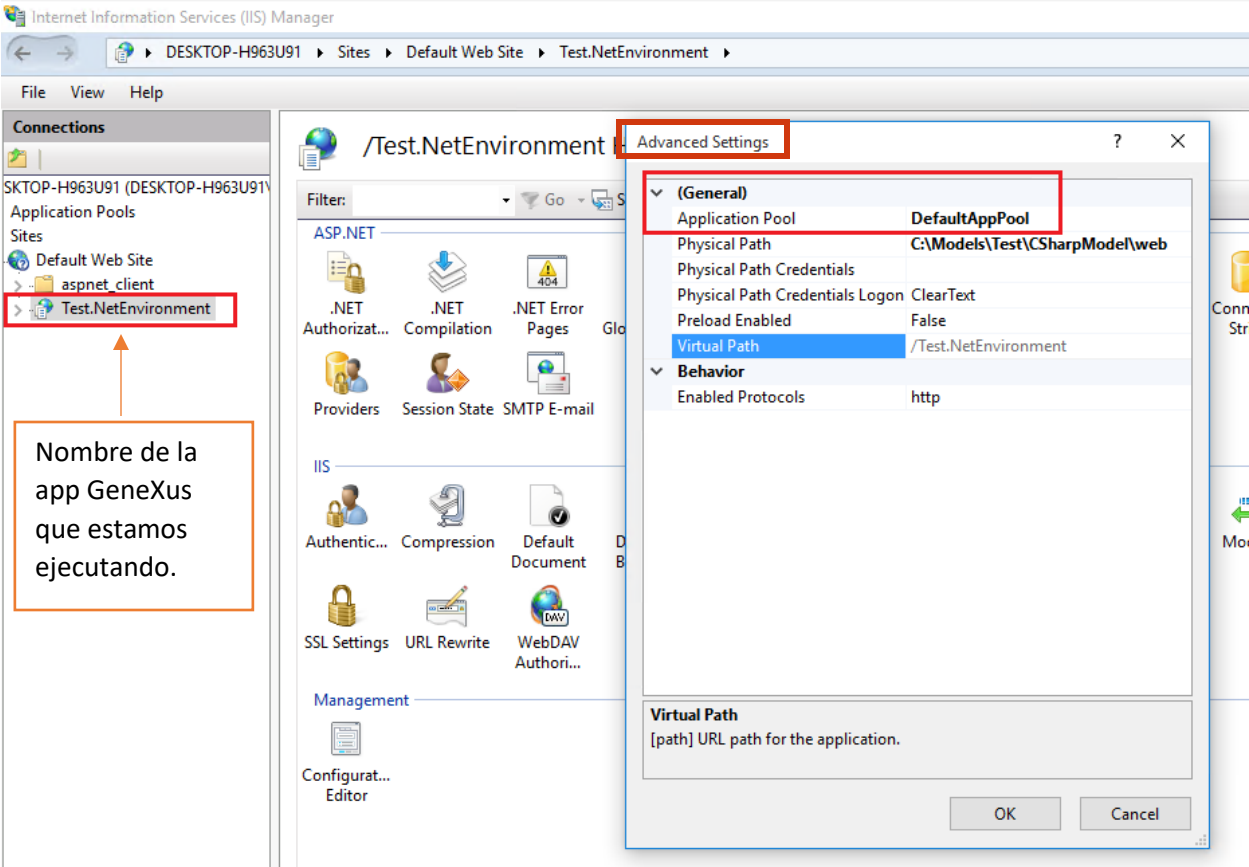 Internet Information Services (IIS) Manager
DESKTOP-H963U91 Sites Default Web Site Test.NetEnvironment
File View Help
Connections
SKTOP-H963U91 (DESKTOP-H963U91\
Application Pools
Sites
Default Web Site
aspnet_client
Test.NetEnvironment
Nombre de la
app GeneXus
que estamos
ejecutando.
/Test.NetEnvironment H
Filter: Go S
ASP.NET
.NET Authorizat...
.NET Compilation
404
.NET Error Pages
Glo
Providers
Session State
SMTP E-mail
IIS
Authentic...
Compression
Default Document
D
B
SSL Settings
URL Rewrite
DAV
WebDAV Authori...
Management
Configurat... Editor
Advanced Settings ?
(General)
Application Pool DefaultAppPool
Physical Path C:\Models\Test\CSharpModel\web
Physical Path Credentials
Physical Path Credentials Logon ClearText
Preload Enabled False
Virtual Path /Test.NetEnvironment
Behavior
Enabled Protocols http
Virtual Path
[path] URL path for the application.
OK Cancel
Conn
Str
Mod